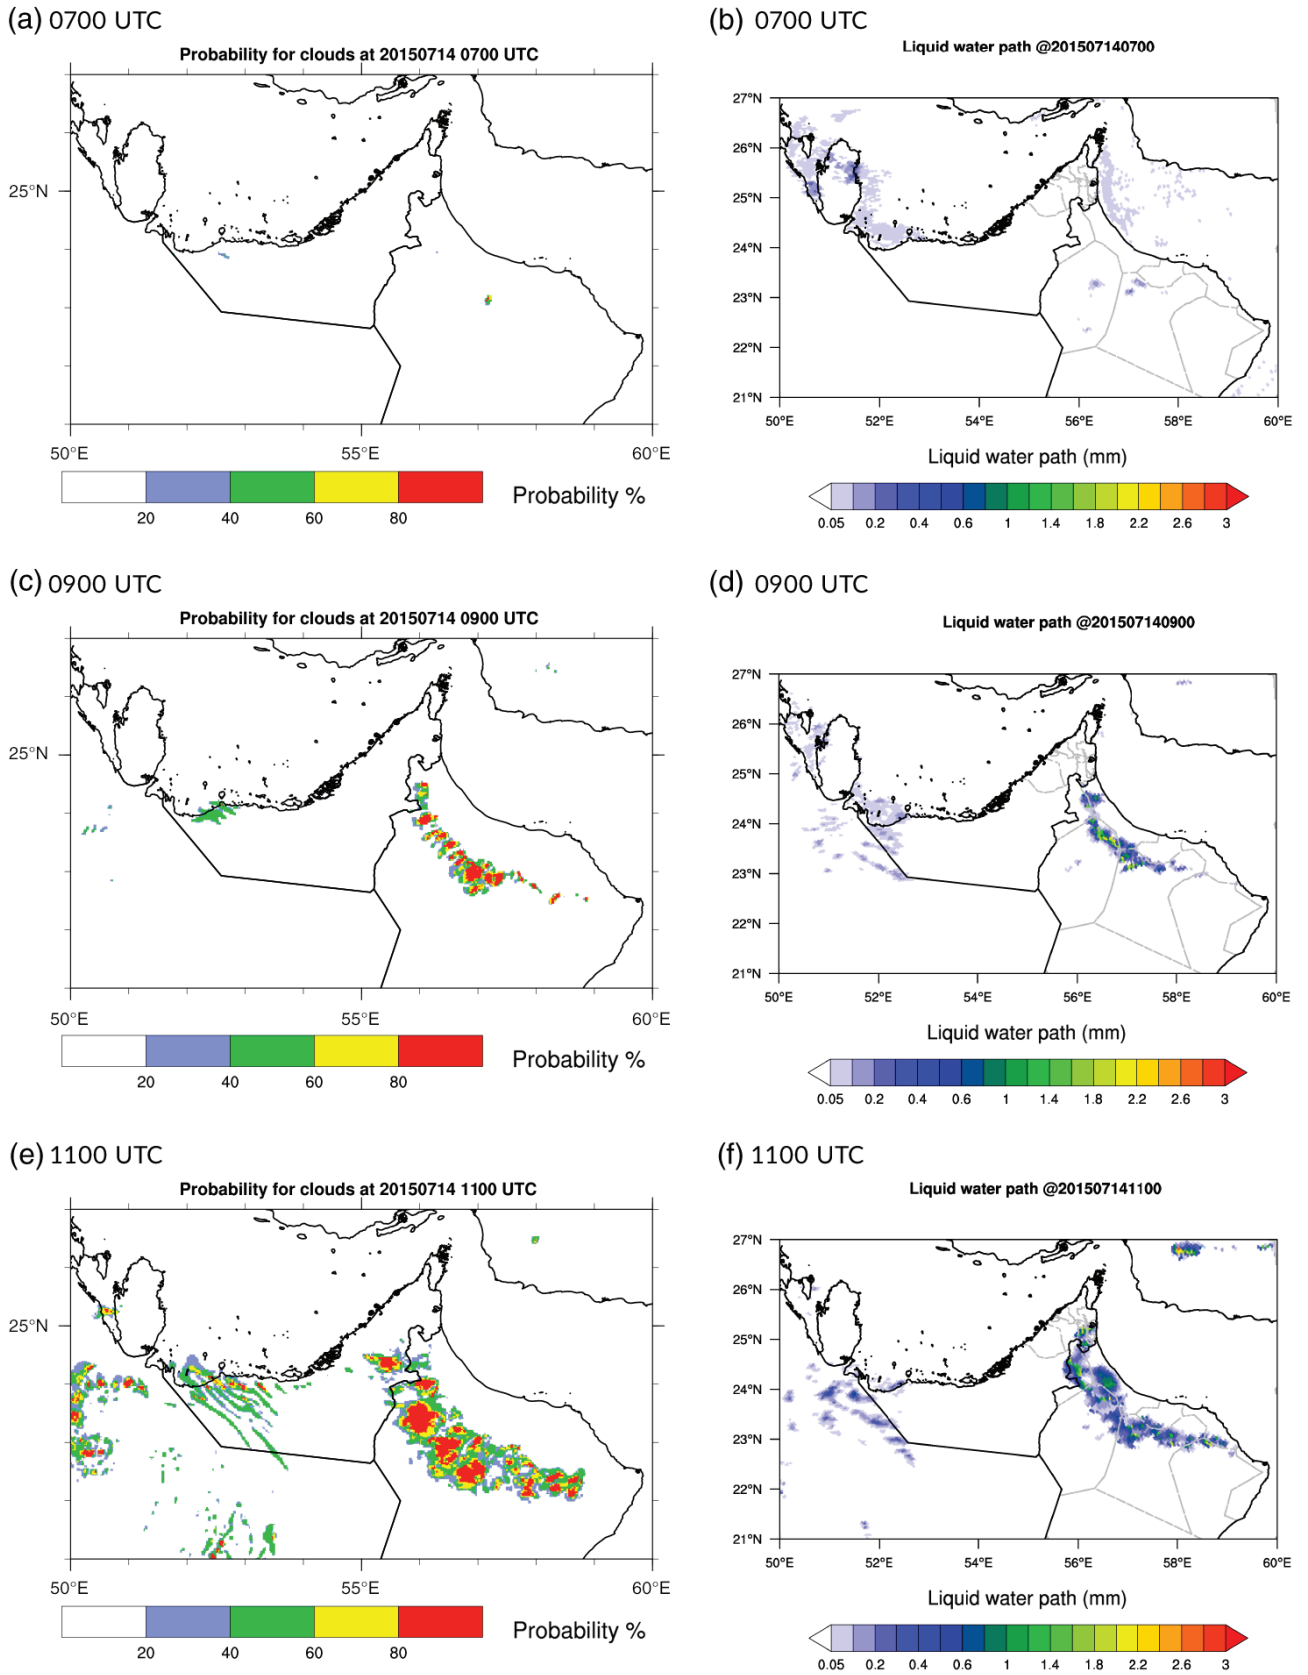 (a) 0700 UTC
Probability for clouds at 20150714 0700 UTC
25°N
50°E 55°E 60°E
20 40 60 80
Probability %
(b) 0700 UTC
Liquid water path @201507140700
27°N
26°N
25°N
24°N
23°N
22°N
21°N
50°E 52°E 54°E 56°E 58°E 60°E
Liquid water path (mm)
0.05 0.2 0.4 0.6 1 1.4 1.8 2.2 2.6 3
(c) 0900 UTC
Probability for clouds at 20150714 0900 UTC
25°N
50°E 55°E 60°E
20 40 60 80
Probability %
(d) 0900 UTC
Liquid water path @201507140900
27°N
26°N
25°N
24°N
23°N
22°N
21°N
50°E 52°E 54°E 56°E 58°E 60°E
Liquid water path (mm)
0.05 0.2 0.4 0.6 1 1.4 1.8 2.2 2.6 3
(e) 1100 UTC
Probability for clouds at 20150714 1100 UTC
25°N
50°E 55°E 60°E
20 40 60 80
Probability %
(f) 1100 UTC
Liquid water path @201507141100
27°N
26°N
25°N
24°N
23°N
22°N
21°N
50°E 52°E 54°E 56°E 58°E 60°E
Liquid water path (mm)
0.05 0.2 0.4 0.6 1 1.4 1.8 2.2 2.6 3